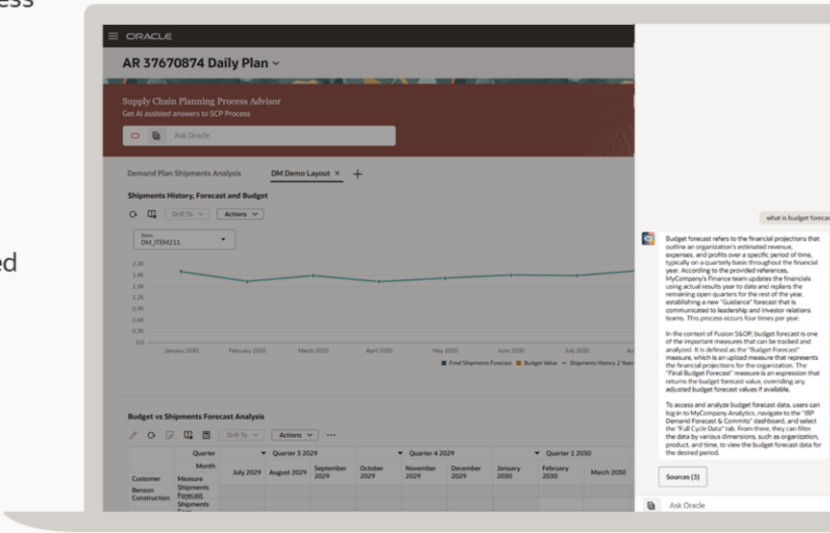 ess
ed
ORACLE
AR 37670874 Daily Plan
Supply Chain Planning Process Advisor
Get AI assisted answers to SCP Process
Ask Oracle
Demand Plan Shipments Analysis
DM Demo Layout ×
Shipments History, Forecast and Budget
Drill To
Actions
Item
DM_ITEM211
2.1K
1.8K
1.5K
1.2K
0.9K
0.6K
0.3K
0.0
January 2030 February 2030 March 2030 April 2030 May 2030 June 2030 July 2030 Au
Final Shipments Forecast Budget Value Shipments History 2 Year
Budget vs Shipments Forecast Analysis
Drill To
Actions
Quarter Quarter 3 2029 Quarter 4 2029 Quarter 1 2030
Month July 2029 August 2029 September 2029 October 2029 November 2029 December 2029 January 2030 February 2030 March 2030
Customer Measure
Benson Construction
Shipments Forecast
Shipments
what is budget forecas
Budget forecast refers to the financial projections that
outline an organization's estimated revenue,
expenses, and profits over a specific period of time,
typically on a quarterly basis throughout the financial
year. According to the provided references,
MyCompany's Finance team updates the financials
using actual results year to date and replans the
remaining open quarters for the rest of the year,
establishing a new "Guidance" forecast that is
communicated to leadership and investor relations
teams. This process occurs four times per year.
In the context of Fusion S&OP, budget forecast is one
of the important measures that can be tracked and
analyzed. It is defined as the "Budget Forecast"
measure, which is an upload measure that represents
the financial projections for the organization. The
"Final Budget Forecast" measure is an expression that
returns the budget forecast value, overriding any
adjusted budget values if available.
To access and analyze budget forecast data, users can
log in to MyCompany Analytics, navigate to the "IBP
Demand Forecast & Commits" dashboard, and select
the "Full Cycle Data" tab. From there, they can filter
the data by various dimensions, such as organization,
product, and time, to view the budget forecast data for
the desired period.
Sources (3)
Ask Oracle